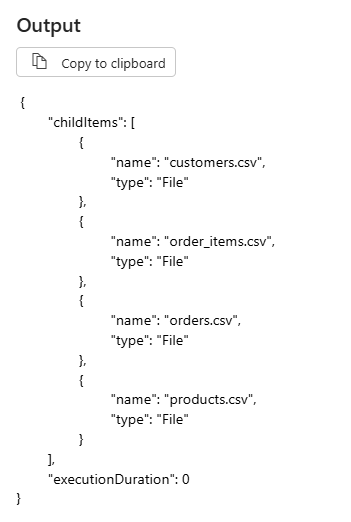 Output
Copy to clipboard
{
"childItems": [
{
"name": "customers.csv",
"type": "File"
},
{
"name": "order_items.csv",
"type": "File"
},
{
"name": "orders.csv",
"type": "File"
},
{
"name": "products.csv",
"type": "File"
}
],
"executionDuration": 0
}